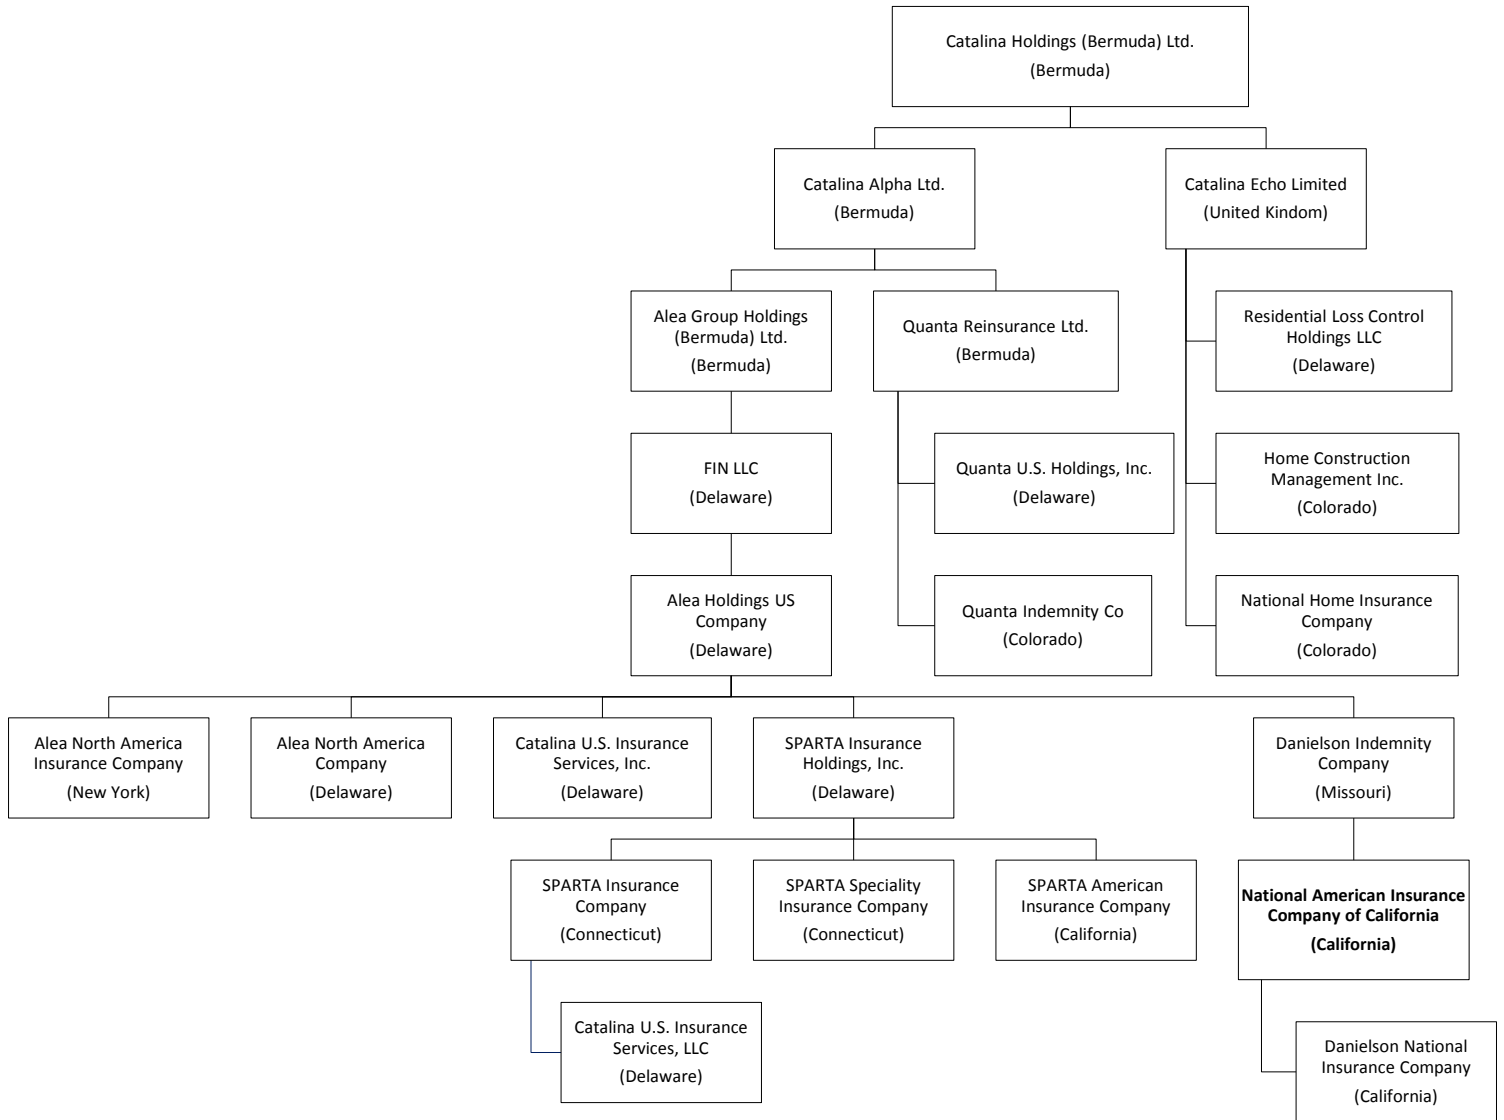 Catalina Holdings (Bermuda) Ltd.
(Bermuda)
Catalina Alpha Ltd.
(Bermuda)
Catalina Echo Limited
(United Kindom)
Alea Group Holdings
(Bermuda) Ltd.
(Bermuda)
Quanta Reinsurance Ltd.
(Bermuda)
Residential Loss Control
Holdings LLC
(Delaware)
FIN LLC
(Delaware)
Quanta U.S. Holdings, Inc.
(Delaware)
Home Construction
Management Inc.
(Colorado)
Alea Holdings US
Company
(Delaware)
Quanta Indemnity Co
(Colorado)
National Home Insurance
Company
(Colorado)
Alea North America
Insurance Company
(New York)
Alea North America
Company
(Delaware)
Catalina U.S. Insurance
Services, Inc.
(Delaware)
SPARTA Insurance
Holdings, Inc.
(Delaware)
Danielson Indemnity
Company
(Missouri)
SPARTA Insurance
Company
(Connecticut)
SPARTA Speciality
Insurance Company
(Connecticut)
SPARTA American
Insurance Company
(California)
National American Insurance
Company of California
(California)
Catalina U.S. Insurance
Services, LLC
(Delaware)
Danielson National
Insurance Company
(California)